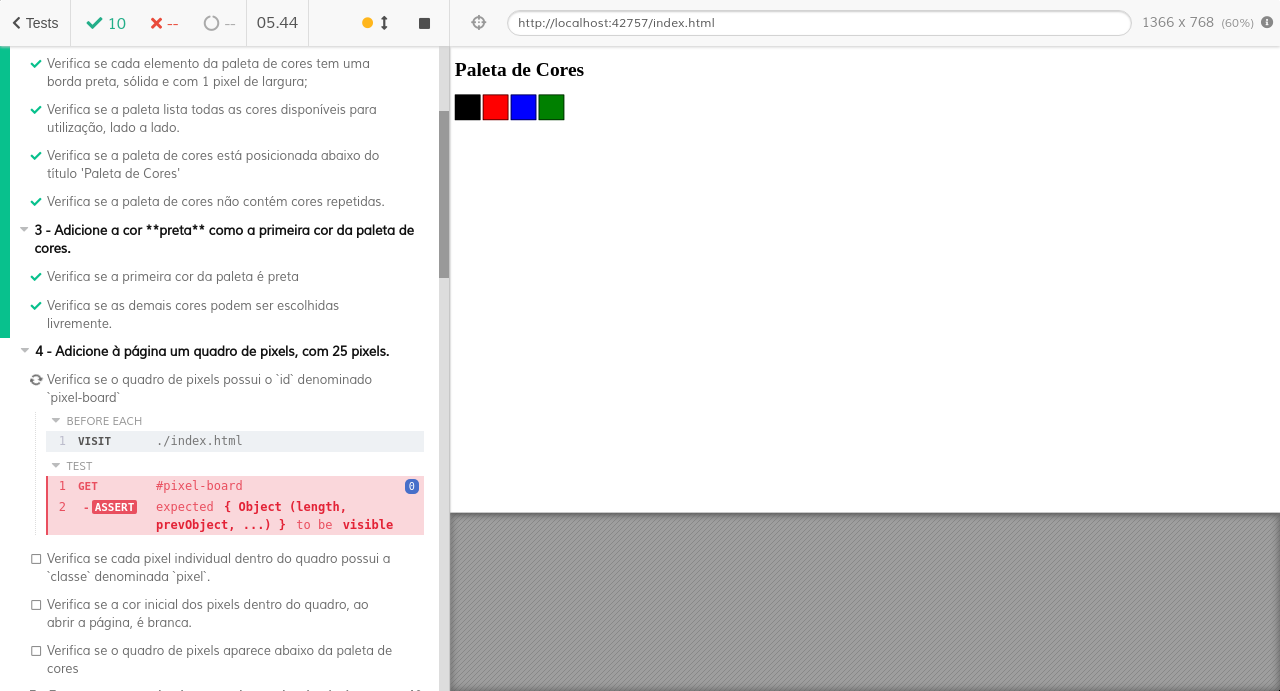 Tests
10
--
--
05.44
http://localhost:42757/index.html
1366 x 768 (60%)
Verifica se cada elemento da paleta de cores tem uma
borda preta, sólida e com 1 pixel de largura;
Verifica se a paleta lista todas as cores disponíveis para
utilização, lado a lado.
Verifica se a paleta de cores está posicionada abaixo do
título 'Paleta de Cores'
Verifica se a paleta de cores não contém cores repetidas.
3 - Adicione a cor **preta** como a primeira cor da paleta de
cores.
Verifica se a primeira cor da paleta é preta
Verifica se as demais cores podem ser escolhidas
livremente.
4 - Adicione à página um quadro de pixels, com 25 pixels.
Verifica se o quadro de pixels possui o `id` denominado
`pixel-board`
BEFORE EACH
1 VISIT ./index.html
TEST
1 GET #pixel-board 0
2 -ASSERT expected { Object (length,
prevObject, ...) } to be visible
Verifica se cada pixel individual dentro do quadro possui a
`classe` denominada `pixel`.
Verifica se a cor inicial dos pixels dentro do quadro, ao
abrir a página, é branca.
Verifica se o quadro de pixels aparece abaixo da paleta de
cores
Paleta de Cores